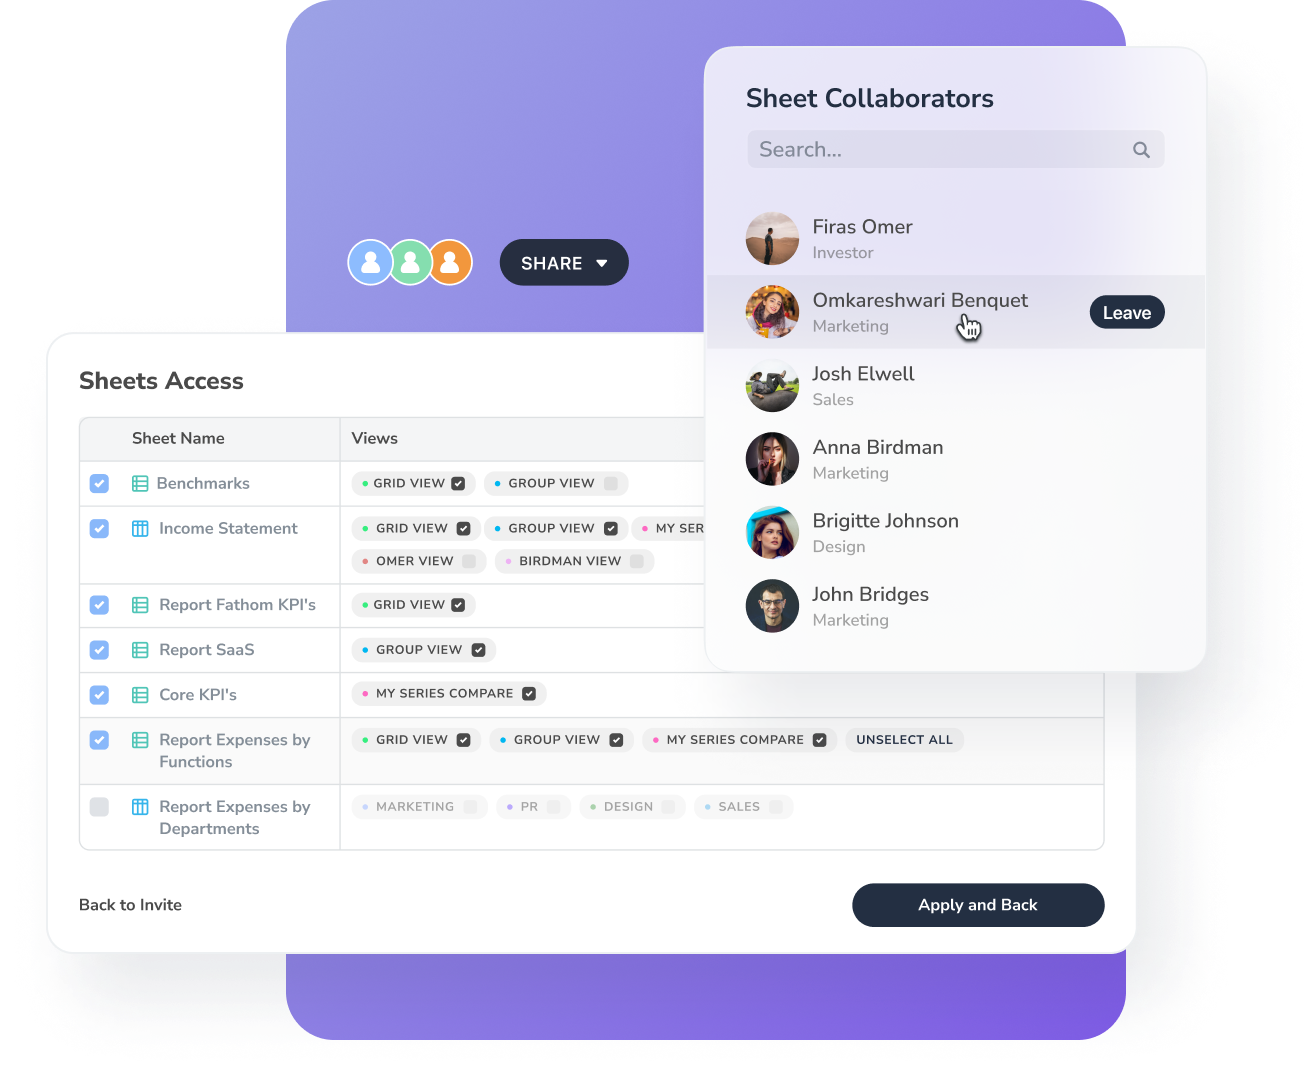 Sheet Collaborators
Search...
Firas Omer
Investor
Omkareshwari Benquet
Marketing
Leave
Josh Elwell
Sales
Anna Birdman
Marketing
Brigitte Johnson
Design
John Bridges
Marketing
SHARE
Sheets Access
Sheet Name Views
Benchmarks GRID VIEW GROUP VIEW
Income Statement GRID VIEW GROUP VIEW MY SER
OMER VIEW BIRDMAN VIEW
Report Fathom KPI's GRID VIEW
Report SaaS GROUP VIEW
Core KPI's MY SERIES COMPARE
Report Expenses by GRID VIEW GROUP VIEW MY SERIES COMPARE UNSELECT ALL
Functions
Report Expenses by MARKETING PR DESIGN SALES
Departments
Back to Invite Apply and Back